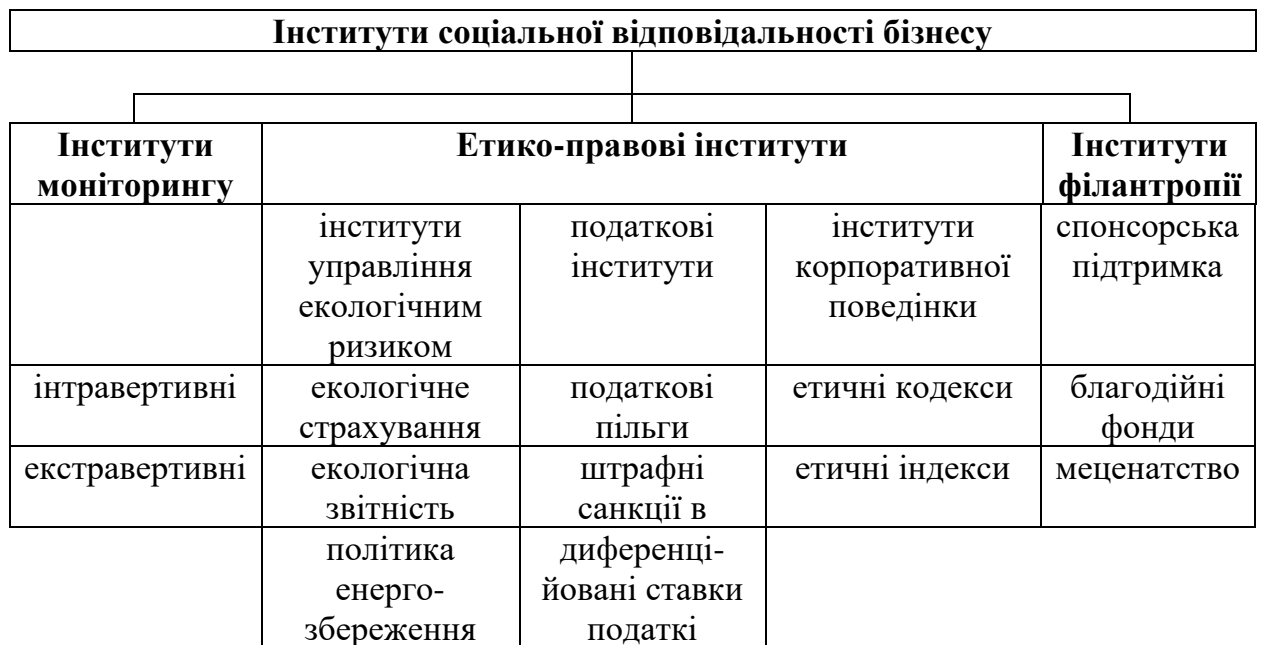 Інститути соціальної відповідальності бізнесу
Інститути
моніторингу
Етико-правові інститути
Інститути
філантропії
інститути
управління
екологічним
ризиком
податкові
інститути
інститути
корпоративної
поведінки
спонсорська
підтримка
інтравертивні
екологічне
страхування
податкові
пільги
етичні кодекси
благодійні
фонди
екстравертивні
екологічна
звітність
штрафні
санкції в
етичні індекси
меценатство
політика
енерго-
збереження
диференці-
йовані ставки
податкі